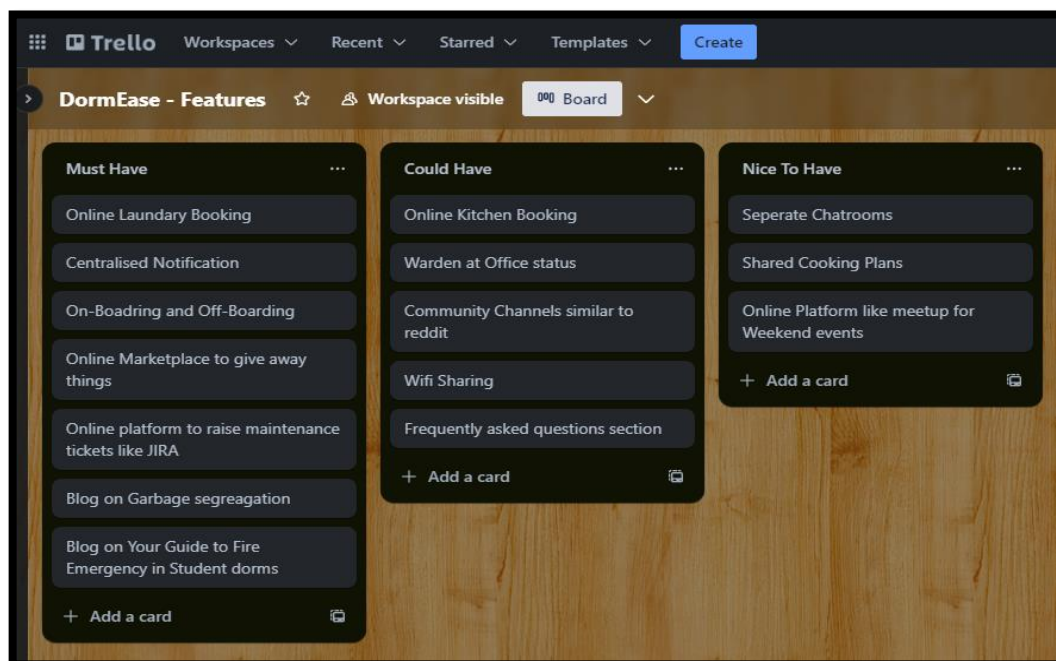 Trello Workspaces Recent Starred Templates Create
DormEase - Features Workspace visible Board
Must Have
Online Laundary Booking
Centralised Notification
On-Boadring and Off-Boarding
Online Marketplace to give away
things
Online platform to raise maintenance
tickets like JIRA
Blog on Garbage segreagation
Blog on Your Guide to Fire
Emergency in Student dorms
+ Add a card
Could Have
Online Kitchen Booking
Warden at Office status
Community Channels similar to
reddit
Wifi Sharing
Frequently asked questions section
+ Add a card
Nice To Have
Seperate Chatrooms
Shared Cooking Plans
Online Platform like meetup for
Weekend events
+ Add a card